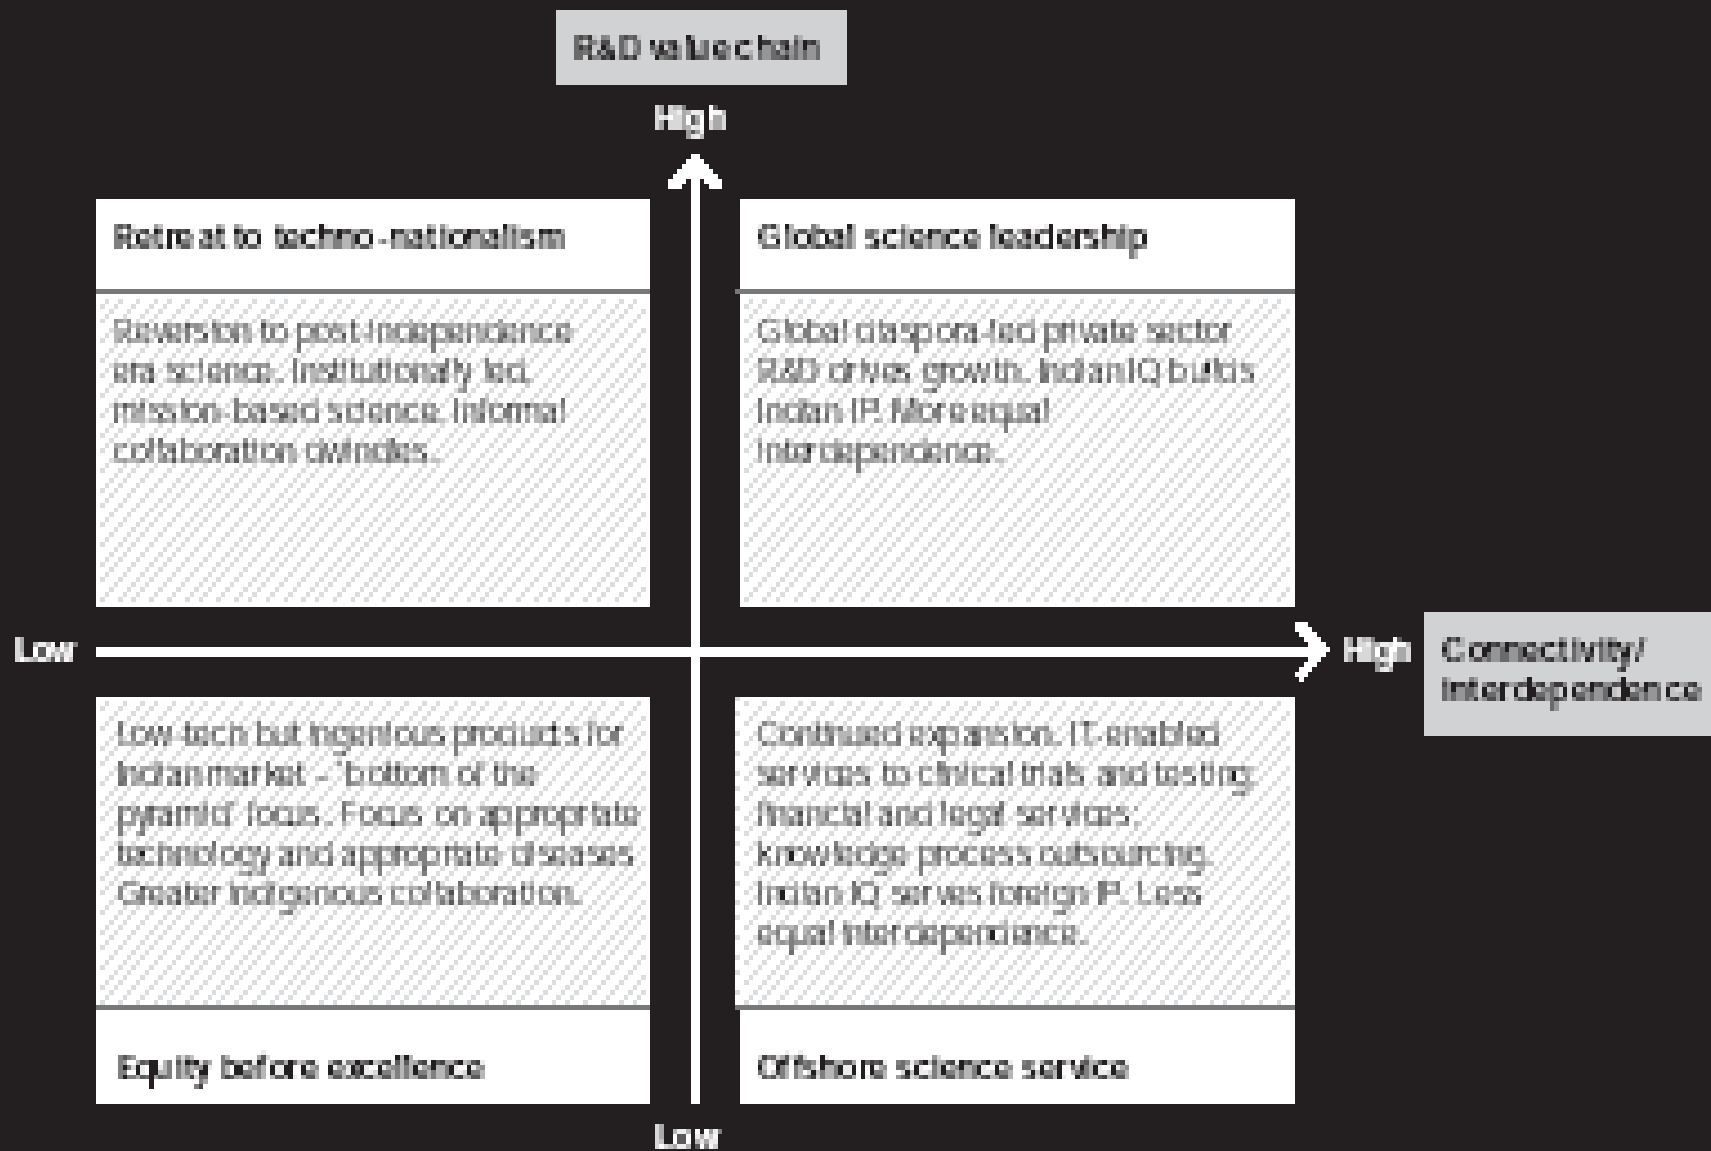 R&D value chain
High
Retreat to techno-nationalism
Reversion to post-Independence
era science. Institutionally led,
mission-based science. Informal
collaboration dwindles.
Global science leadership
Global diaspora-led private sector
R&D drives growth. Indian IQ builds
Indian IP. More equal
interdependence.
Low
High
Connectivity/
interdependence
Low-tech but ingenious products for
Indian market – 'bottom of the
pyramid' focus. Focus on appropriate
technology and appropriate diseases
Greater indigenous collaboration.
Equity before excellence
Continued expansion. IT-enabled
services to clinical trials and testing;
financial and legal services;
knowledge process outsourcing.
Indian IQ serves foreign IP. Less
equal interdependence.
Offshore science service
Low